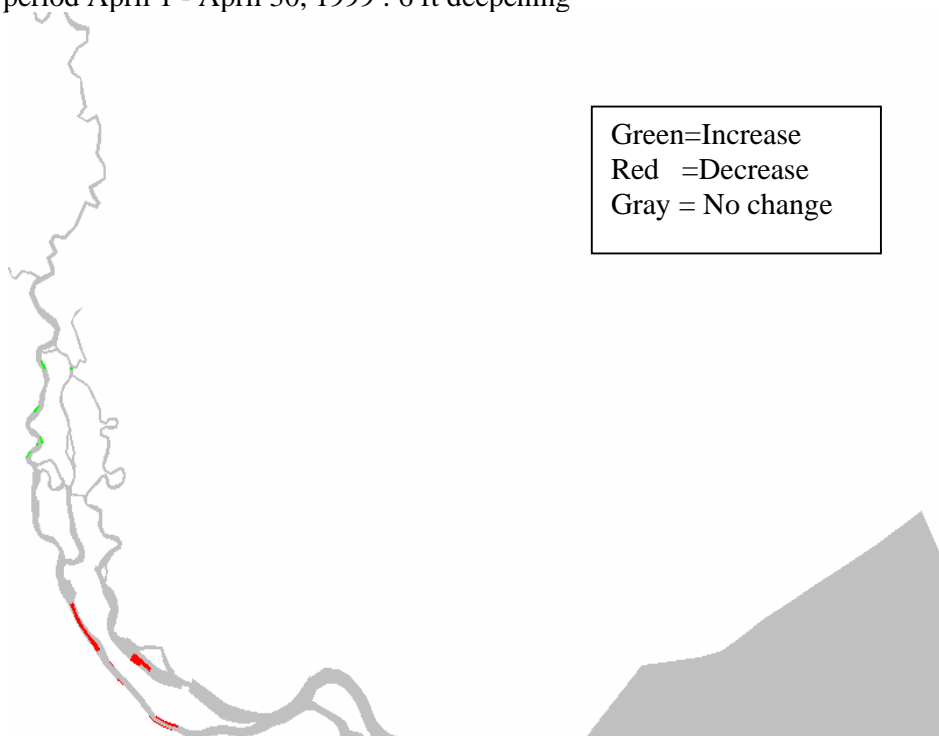 period April 1 - April 30, 1999 : 6 ft deepening
Green=Increase
Red =Decrease
Gray = No change